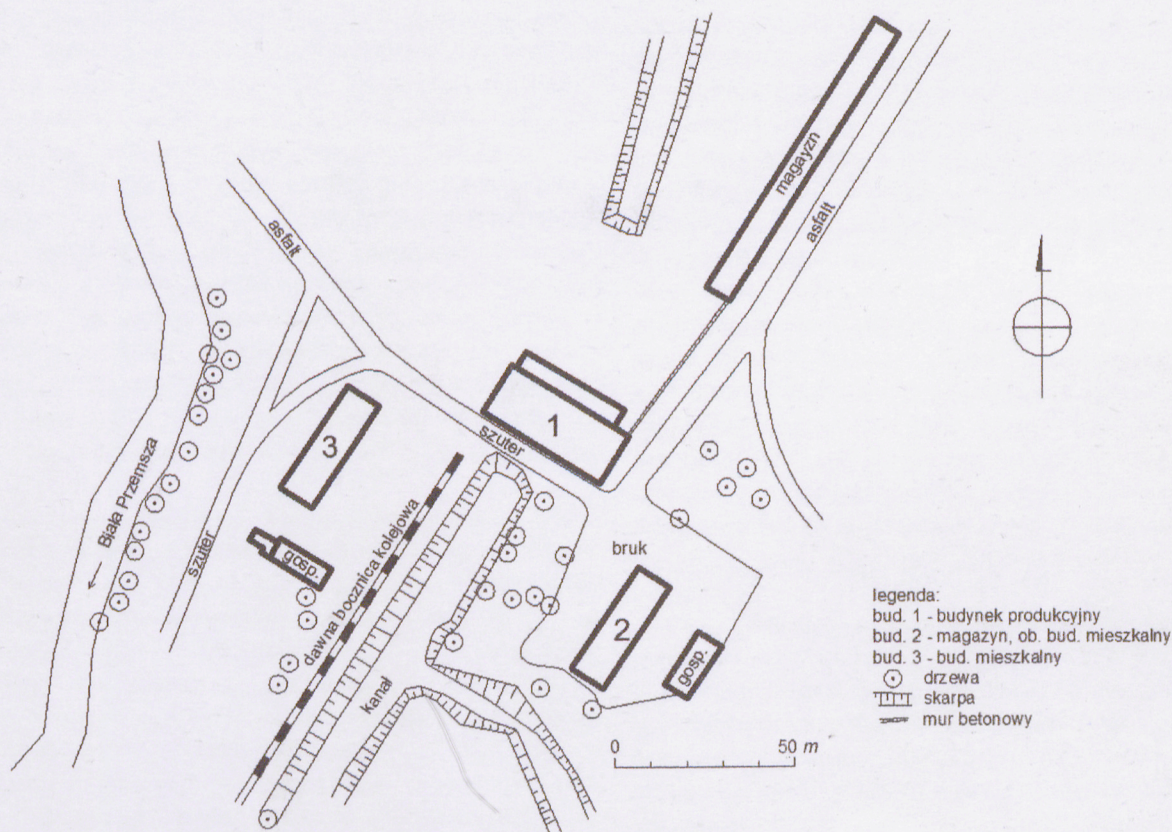 magayzn
asfalt
asfalt
szuter
1
3
Biała Przemsza
szuter
gosp.
dawna bocznica kolejowa
kanał
bruk
2
gosp.
legenda:
bud. 1 - budynek produkcyjny
bud. 2 - magazyn, ob. bud. mieszkalny
bud. 3 - bud. mieszkalny
drzewa
skarpa
mur betonowy
0 50 m